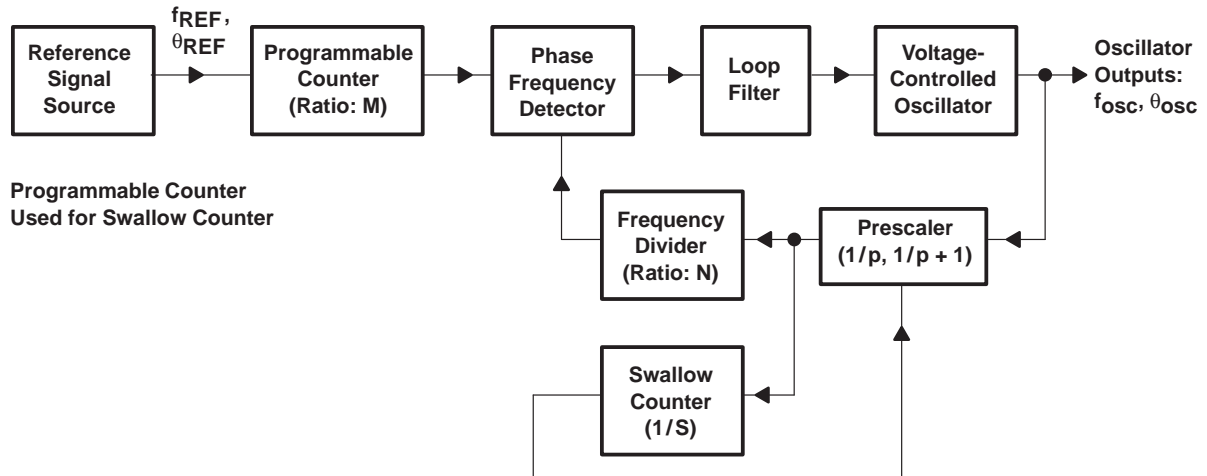 fREF,
θREF
Reference
Signal
Source
Programmable
Counter
(Ratio: M)
Phase
Frequency
Detector
Loop
Filter
Voltage-
Controlled
Oscillator
Oscillator
Outputs:
fosc, θosc
Programmable Counter
Used for Swallow Counter
Frequency
Divider
(Ratio: N)
Prescaler
(1/p, 1/p + 1)
Swallow
Counter
(1/S)